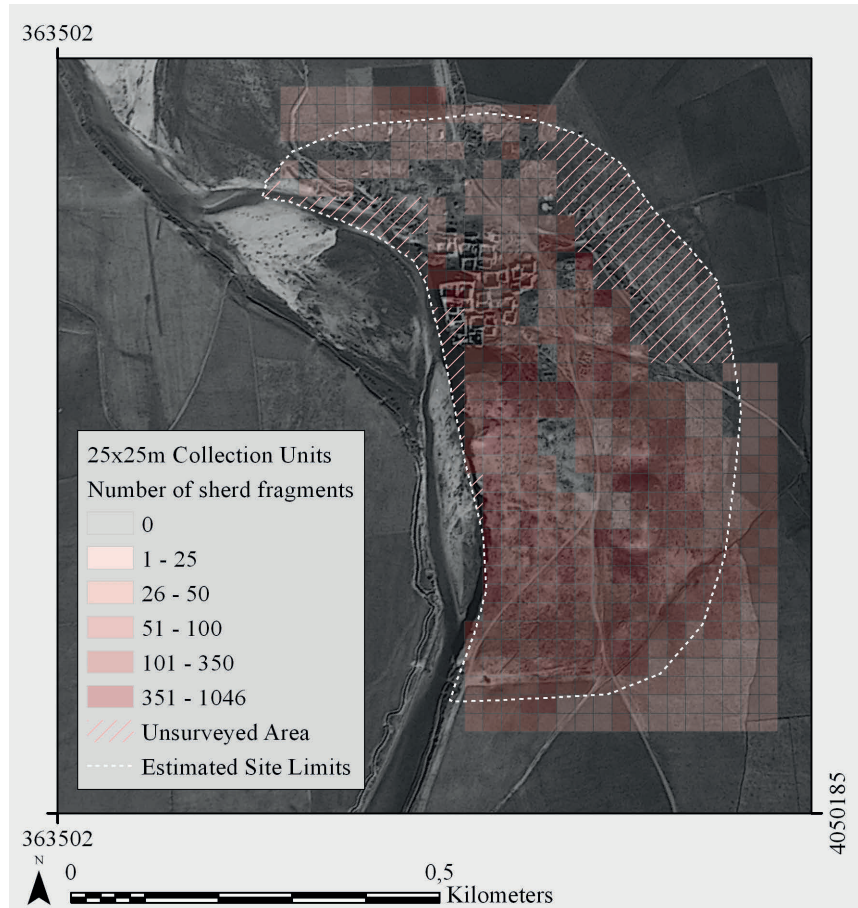 363502
25x25m Collection Units
Number of sherd fragments
0
1 - 25
26 - 50
51 - 100
101 - 350
351 - 1046
Unsurveyed Area
Estimated Site Limits
363502
4050185
N
0
0,5
Kilometers